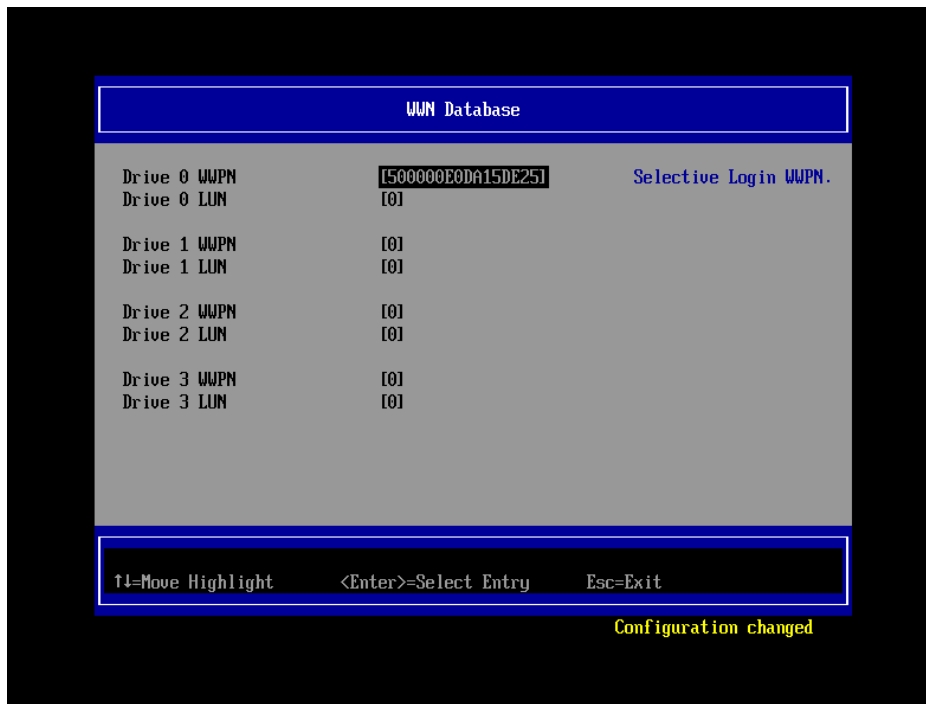 WWN Database
Drive 0 WWPN [500000E0DA15DE25] Selective Login WWPN.
Drive 0 LUN [0]
Drive 1 WWPN [0]
Drive 1 LUN [0]
Drive 2 WWPN [0]
Drive 2 LUN [0]
Drive 3 WWPN [0]
Drive 3 LUN [0]
↑↓=Move Highlight <Enter>=Select Entry Esc=Exit
Configuration changed